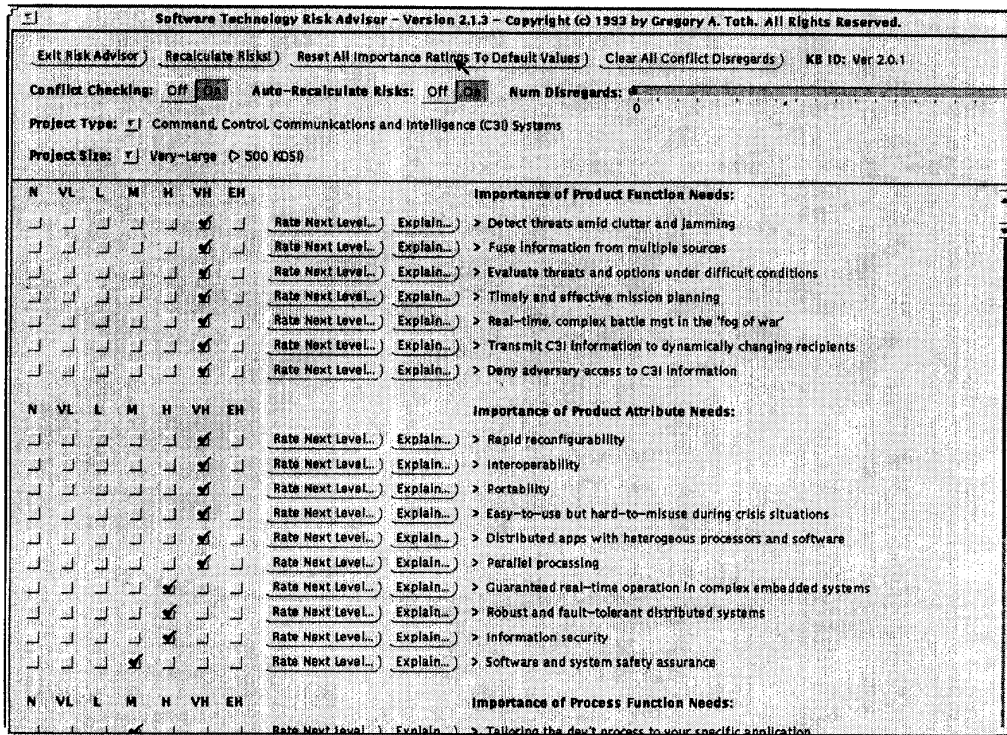 Software Technology Risk Advisor - Version 2.1.3 - Copyright (c) 1993 by Gregory A. Toth. All Rights Reserved.
Exit Risk Advisor) Recalculate Risks!) Reset All Importance Ratings To Default Values) Clear All Conflict Disregards) KB ID: Ver 2.0.1
Conflict Checking: Off On Auto-Recalculate Risks: Off On Num Disregards:
0
Project Type: Command, Control, Communications and Intelligence (C3I) Systems
Project Size: Very-Large (> 500 KDSI)
N VL L M H VH EH Importance of Product Function Needs:
Rate Next Level...) Explain...) > Detect threats amid clutter and jamming
Rate Next Level...) Explain...) > Fuse information from multiple sources
Rate Next Level...) Explain...) > Evaluate threats and options under difficult conditions
Rate Next Level...) Explain...) > Timely and effective mission planning
Rate Next Level...) Explain...) > Real-time, complex battle mgt in the 'fog of war'
Rate Next Level...) Explain...) > Transmit C3I information to dynamically changing recipients
Rate Next Level...) Explain...) > Deny adversary access to C3I information
N VL L M H VH EH Importance of Product Attribute Needs:
Rate Next Level...) Explain...) > Rapid reconfigurability
Rate Next Level...) Explain...) > Interoperability
Rate Next Level...) Explain...) > Portability
Rate Next Level...) Explain...) > Easy-to-use but hard-to-misuse during crisis situations
Rate Next Level...) Explain...) > Distributed apps with heterogeous processors and software
Rate Next Level...) Explain...) > Parallel processing
Rate Next Level...) Explain...) > Guaranteed real-time operation in complex embedded systems
Rate Next Level...) Explain...) > Robust and fault-tolerant distributed systems
Rate Next Level...) Explain...) > Information security
Rate Next Level...) Explain...) > Software and system safety assurance
N VL L M H VH EH Importance of Process Function Needs:
Rate Next Level...) Explain...) > Tailoring the dev't process to your specific application